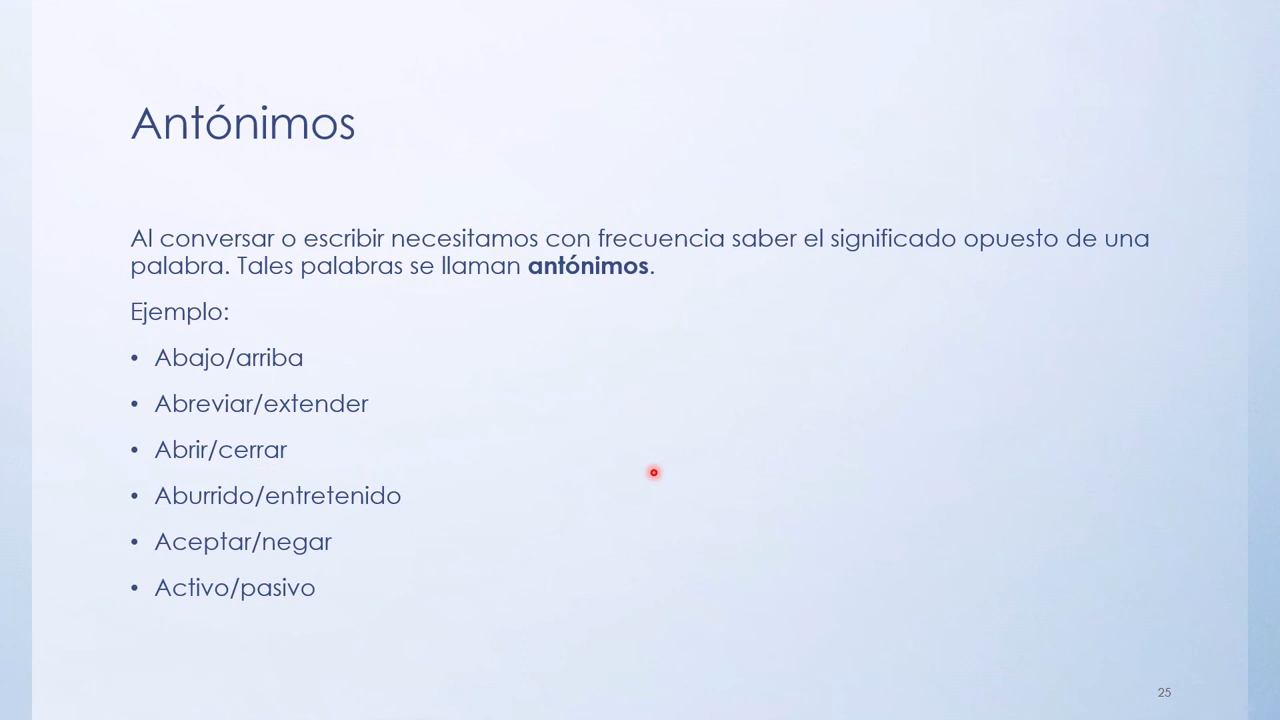 Antónimos
Al conversar o escribir necesitamos con frecuencia saber el significado opuesto de una
palabra. Tales palabras se llaman antónimos.
Ejemplo:
• Abajo/arriba
• Abreviar/extender
• Abrir/cerrar
• Aburrido/entretenido
• Aceptar/negar
• Activo/pasivo
25